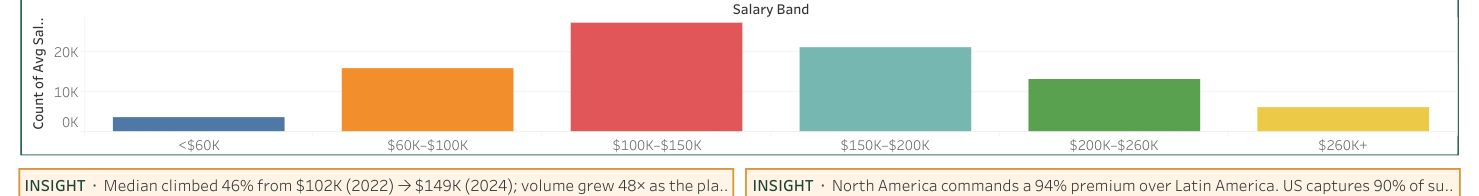 Salary Band
Count of Avg Sal..
20K
10K
0K
<$60K
$60K–$100K
$100K–$150K
$150K–$200K
$200K–$260K
$260K+
INSIGHT · Median climbed 46% from $102K (2022) → $149K (2024); volume grew 48× as the pla..
INSIGHT · North America commands a 94% premium over Latin America. US captures 90% of su..